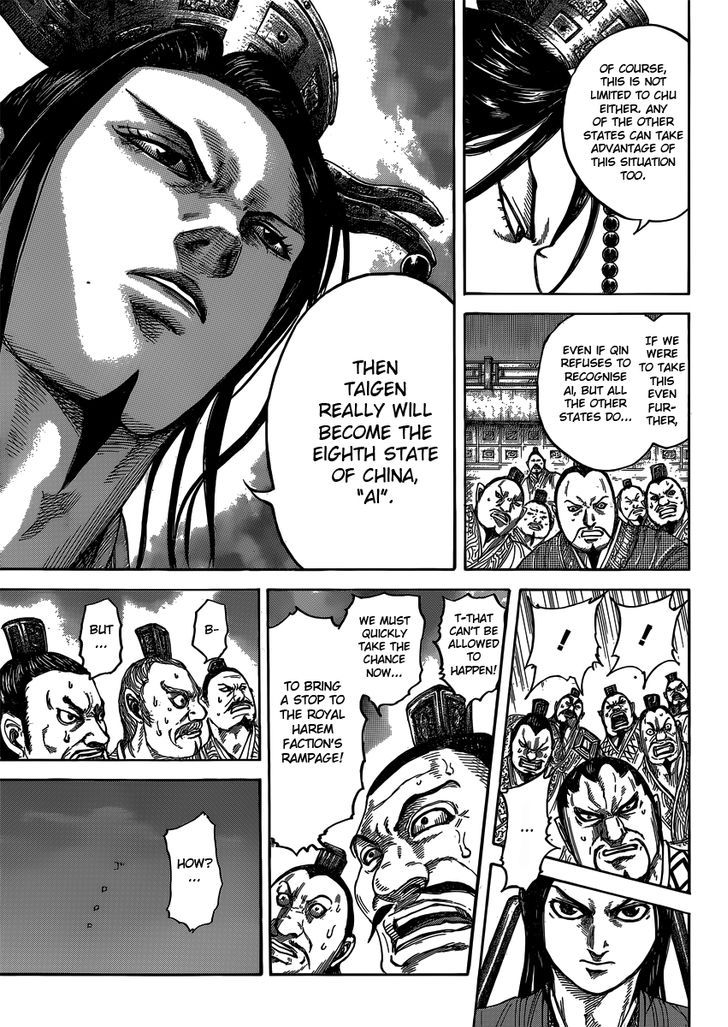 OF COURSE,
THIS IS NOT
LIMITED TO CHU
EITHER. ANY
OF THE OTHER
STATES CAN TAKE
ADVANTAGE OF
THIS SITUATION
TOO.
IF WE
WERE
TO TAKE
THIS
EVEN
FUR-
THER,
EVEN IF QIN
REFUSES TO
RECOGNISE
AI, BUT ALL
THE OTHER
STATES DO...
THEN
TAIGEN
REALLY WILL
BECOME THE
EIGHTH STATE
OF CHINA,
"AI".
!
!
...
T-THAT
CAN'T BE
ALLOWED
TO
HAPPEN!
WE MUST
QUICKLY
TAKE THE
CHANCE
NOW...
TO BRING
A STOP TO
THE ROYAL
HAREM
FACTION'S
RAMPAGE!
B-
BUT
...
HOW?
...